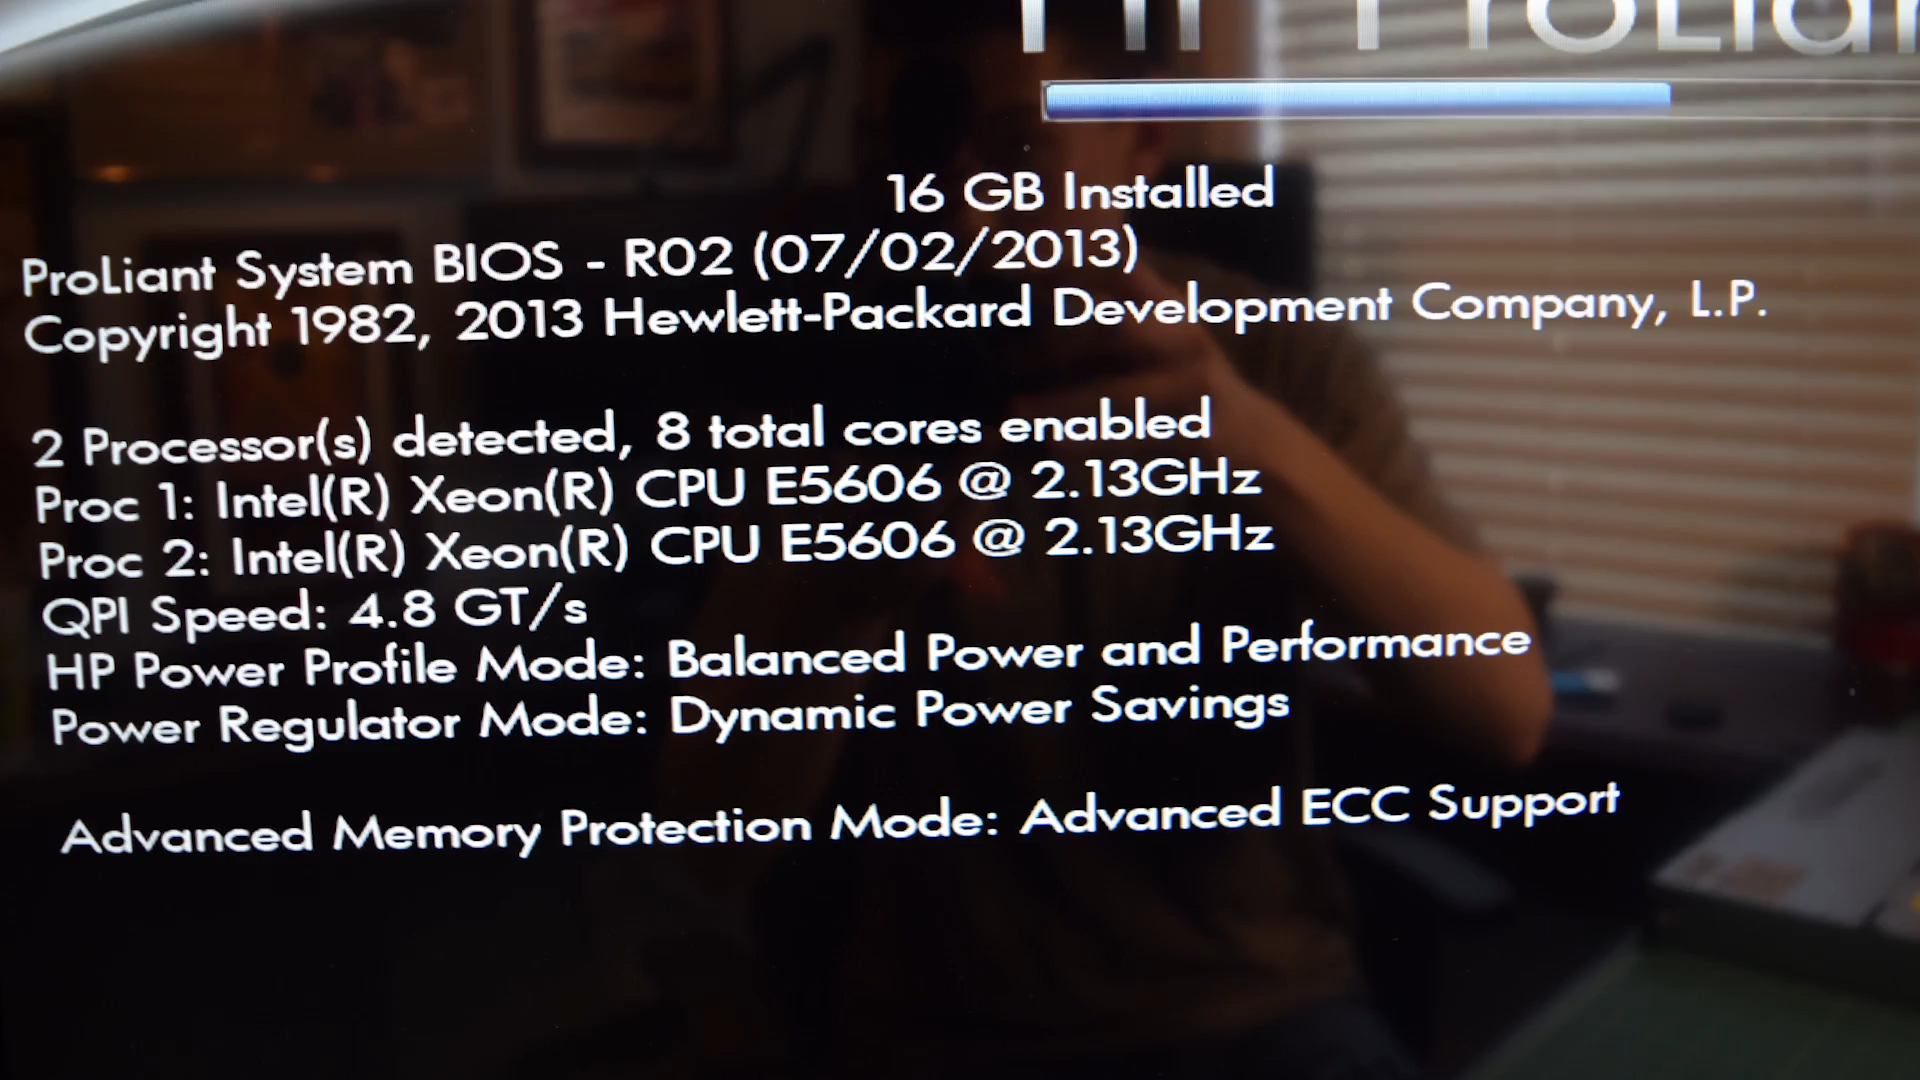 HP ProLiant
16 GB Installed
ProLiant System BIOS - R02 (07/02/2013)
Copyright 1982, 2013 Hewlett-Packard Development Company, L.P.
2 Processor(s) detected, 8 total cores enabled
Proc 1: Intel(R) Xeon(R) CPU E5606 @ 2.13GHz
Proc 2: Intel(R) Xeon(R) CPU E5606 @ 2.13GHz
QPI Speed: 4.8 GT/s
HP Power Profile Mode: Balanced Power and Performance
Power Regulator Mode: Dynamic Power Savings
Advanced Memory Protection Mode: Advanced ECC Support